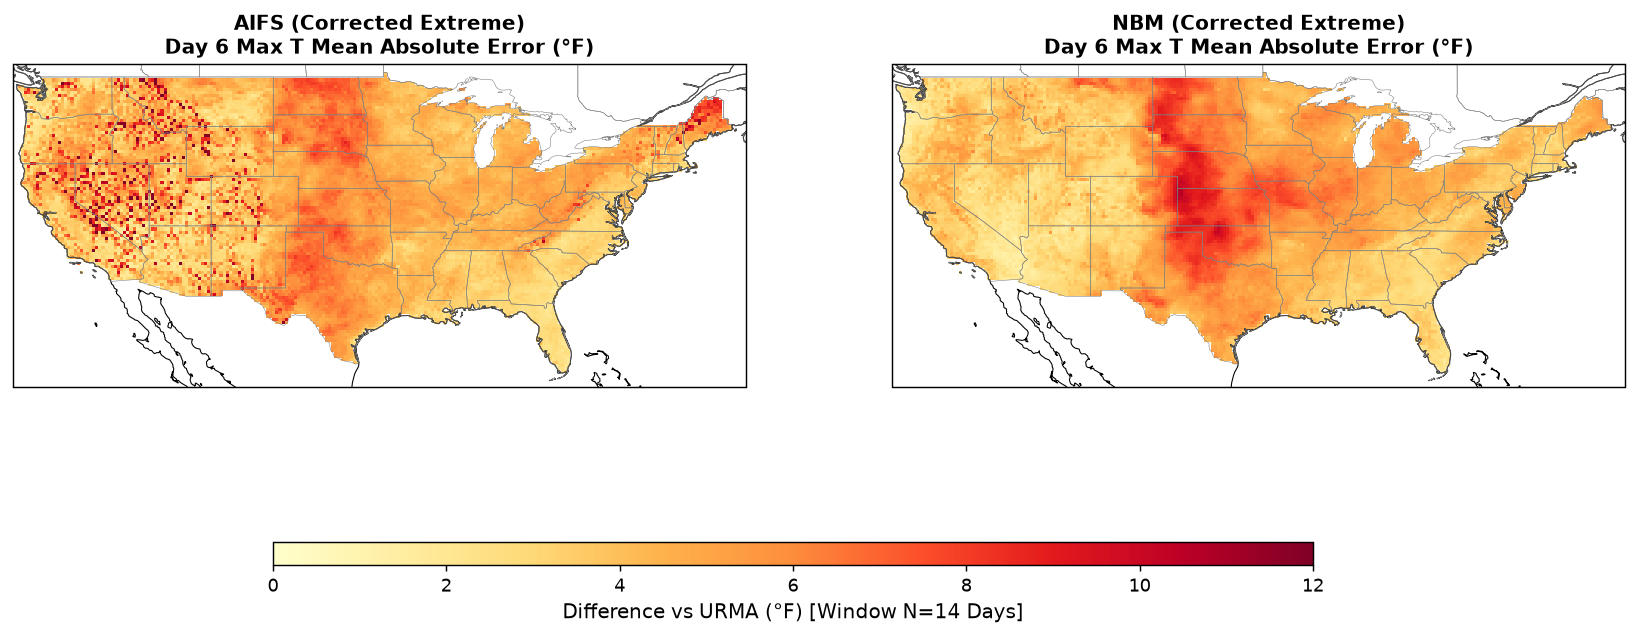 AIFS (Corrected Extreme)
Day 6 Max T Mean Absolute Error (°F)
NBM (Corrected Extreme)
Day 6 Max T Mean Absolute Error (°F)
0 2 4 6 8 10 12
Difference vs URMA (°F) [Window N=14 Days]